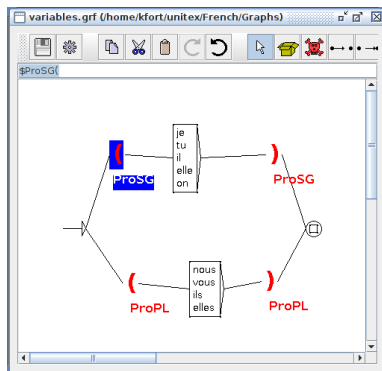 variables.grf (/home/kfort/unitex/French/Graphs)
$ProSG(
je
tu
il
elle
on
( )
ProSG ProSG
nous
vous
ils
elles
( )
ProPL ProPL